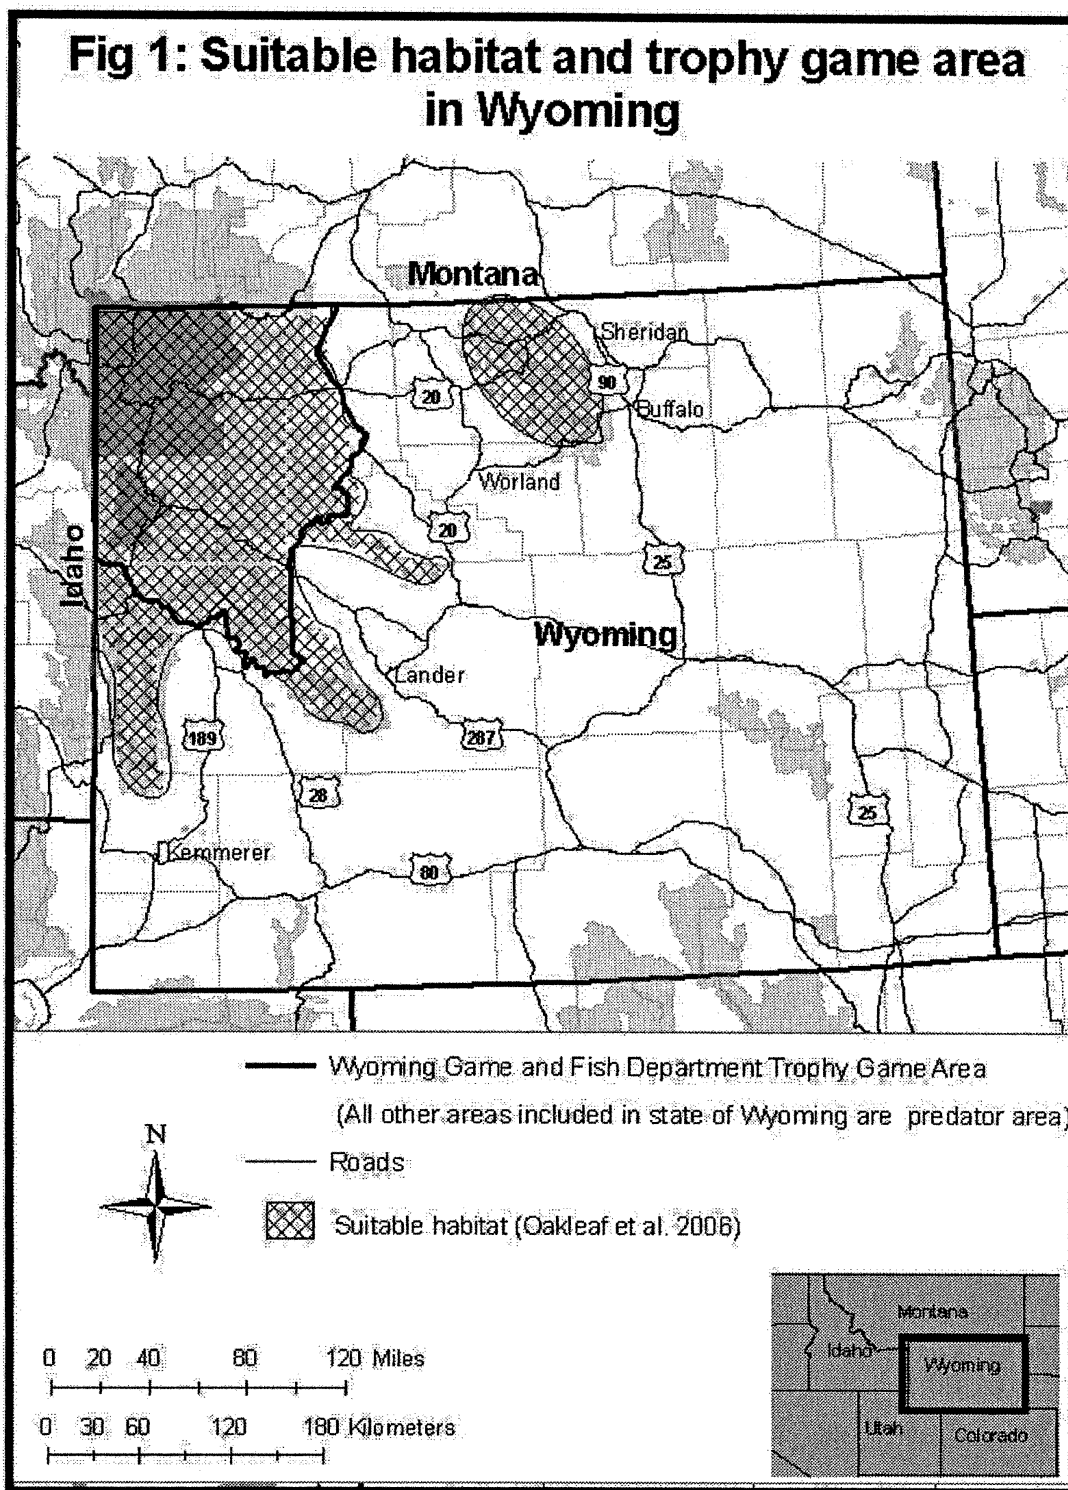 Fig 1: Suitable habitat and trophy game area
in Wyoming
Montana
Sheridan
90
20
Buffalo
Worland
20
25
Idaho
Wyoming
Lander
189
287
28
25
Kemmerer
80
Wyoming Game and Fish Department Trophy Game Area
(All other areas included in state of Wyoming are predator area)
N
Roads
Suitable habitat (Oakleaf et al. 2006)
Montana
Idaho
Wyoming
Utah
Colorado
0 20 40 80 120 Miles
0 30 60 120 180 Kilometers